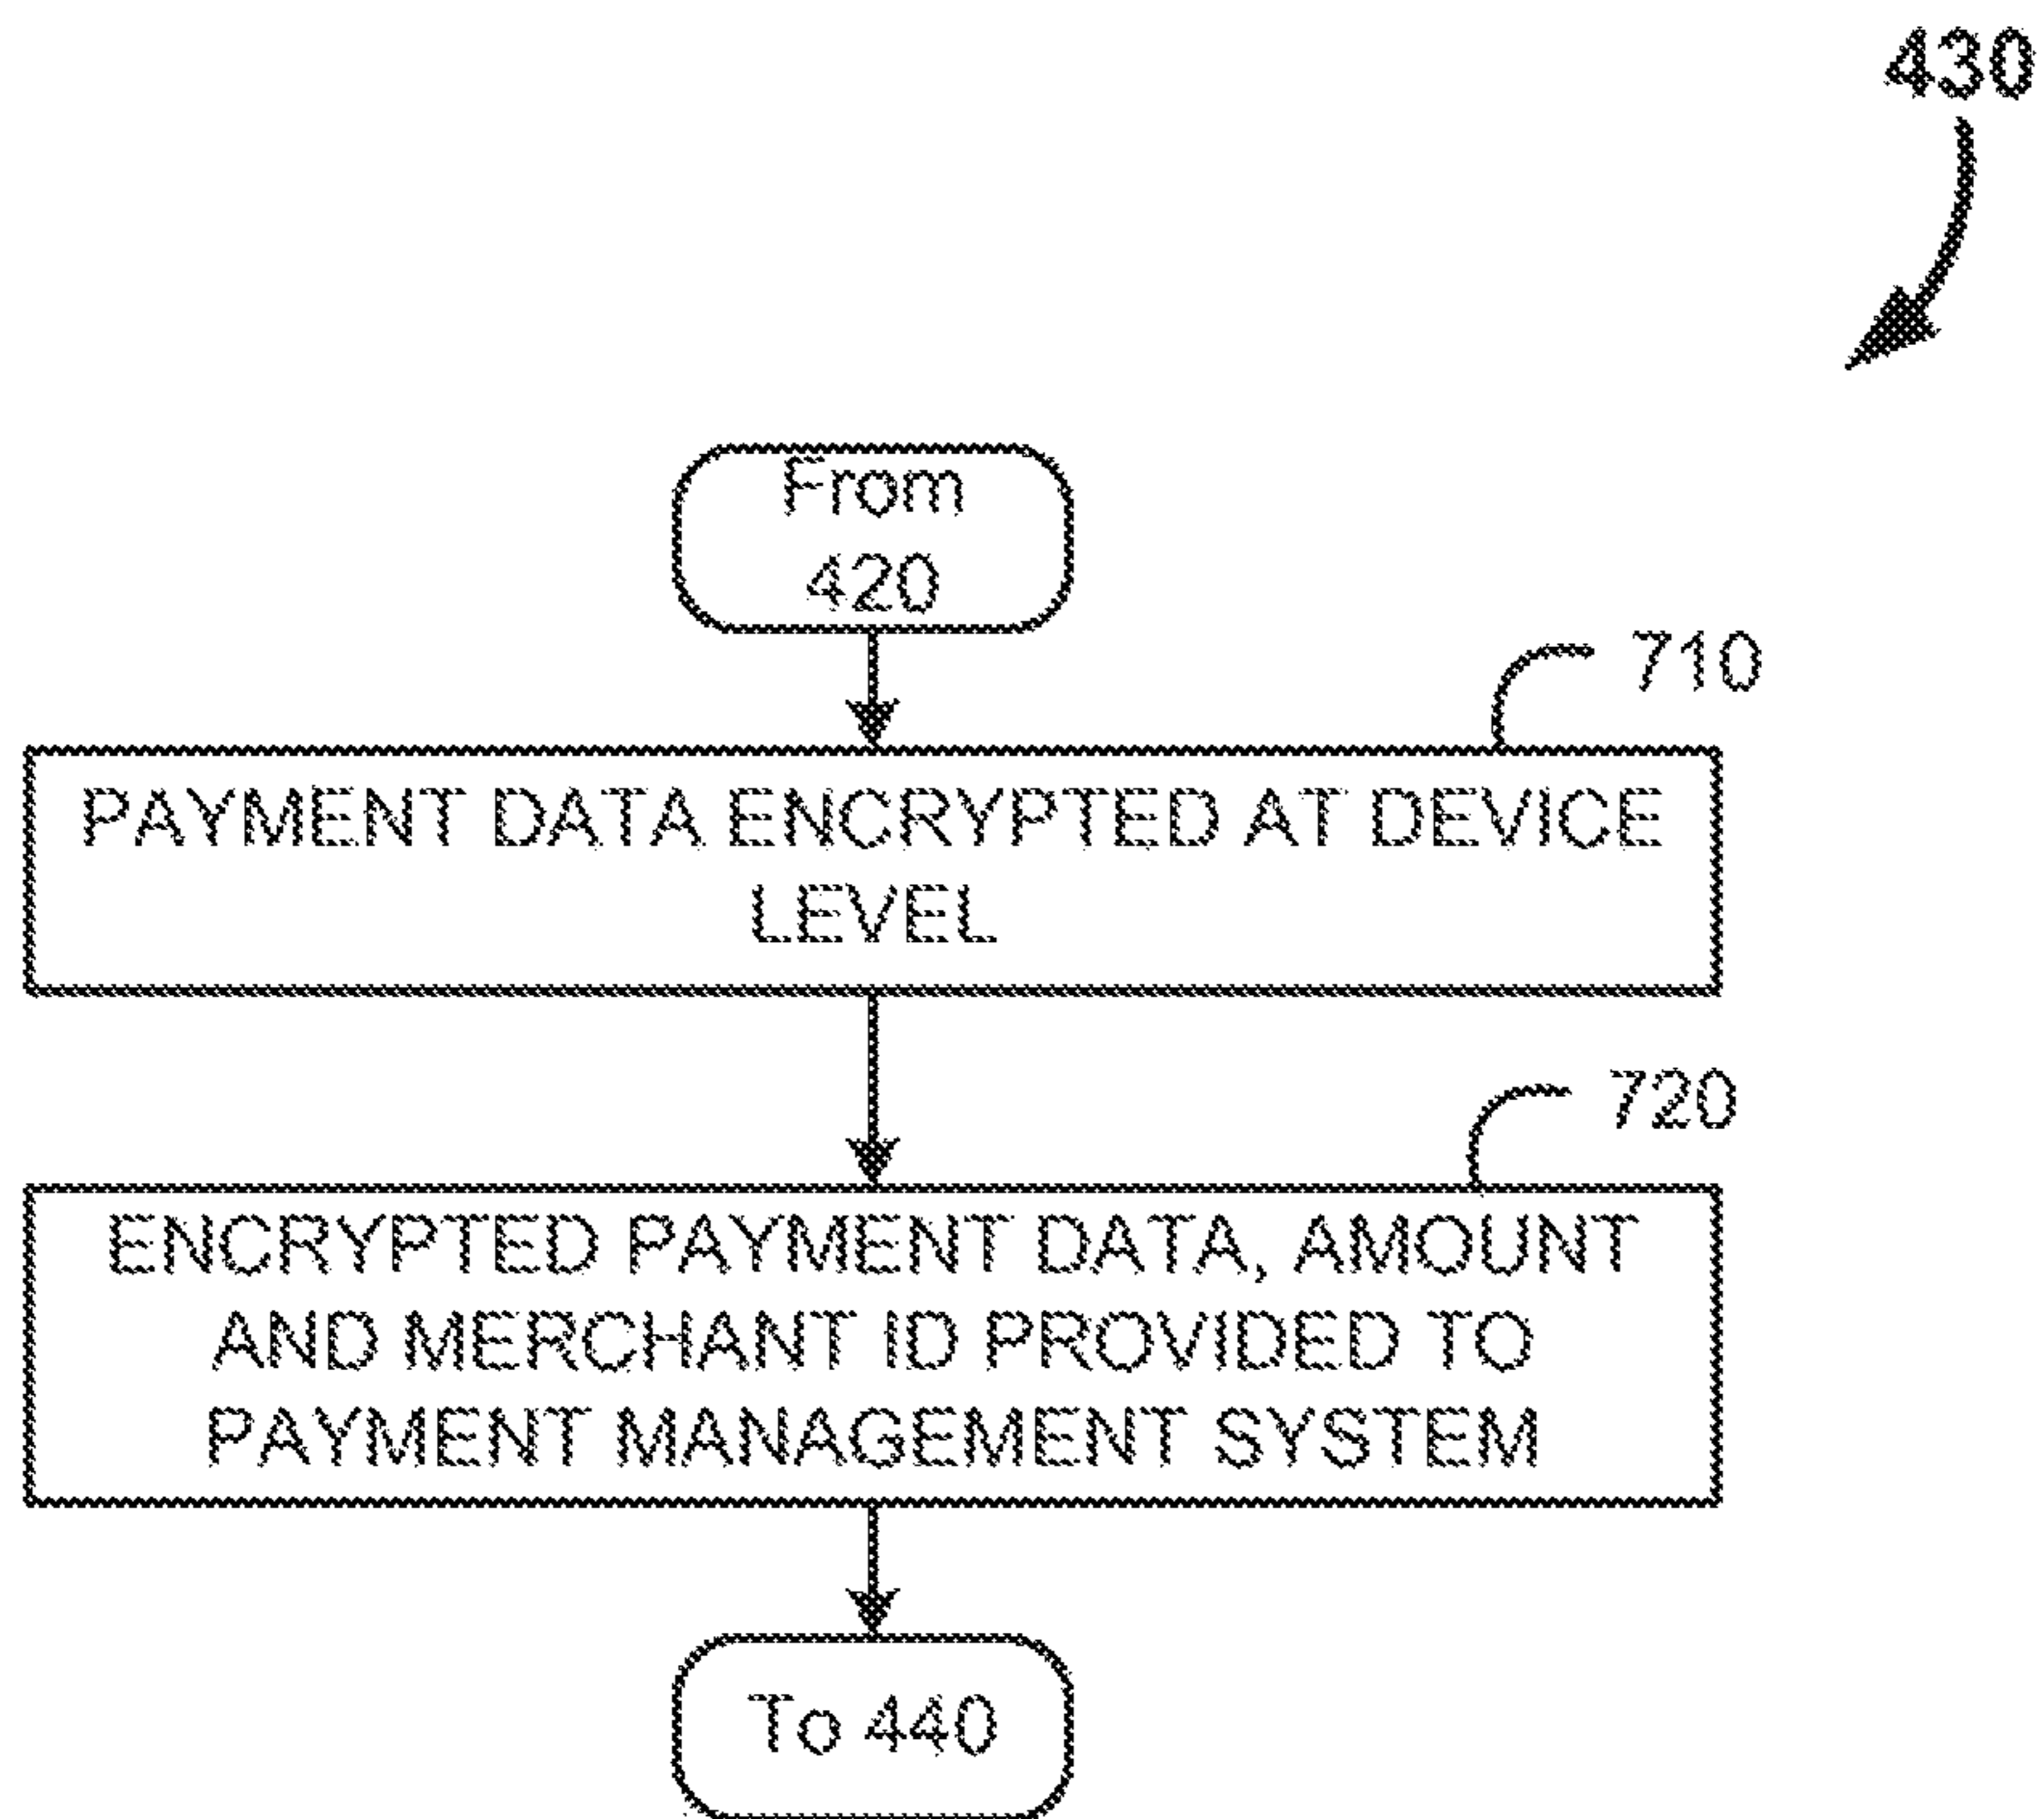 430
From
420
710
PAYMENT DATA ENCRYPTED AT DEVICE
LEVEL
720
ENCRYPTED PAYMENT DATA, AMOUNT
AND MERCHANT ID PROVIDED TO
PAYMENT MANAGEMENT SYSTEM
To 440